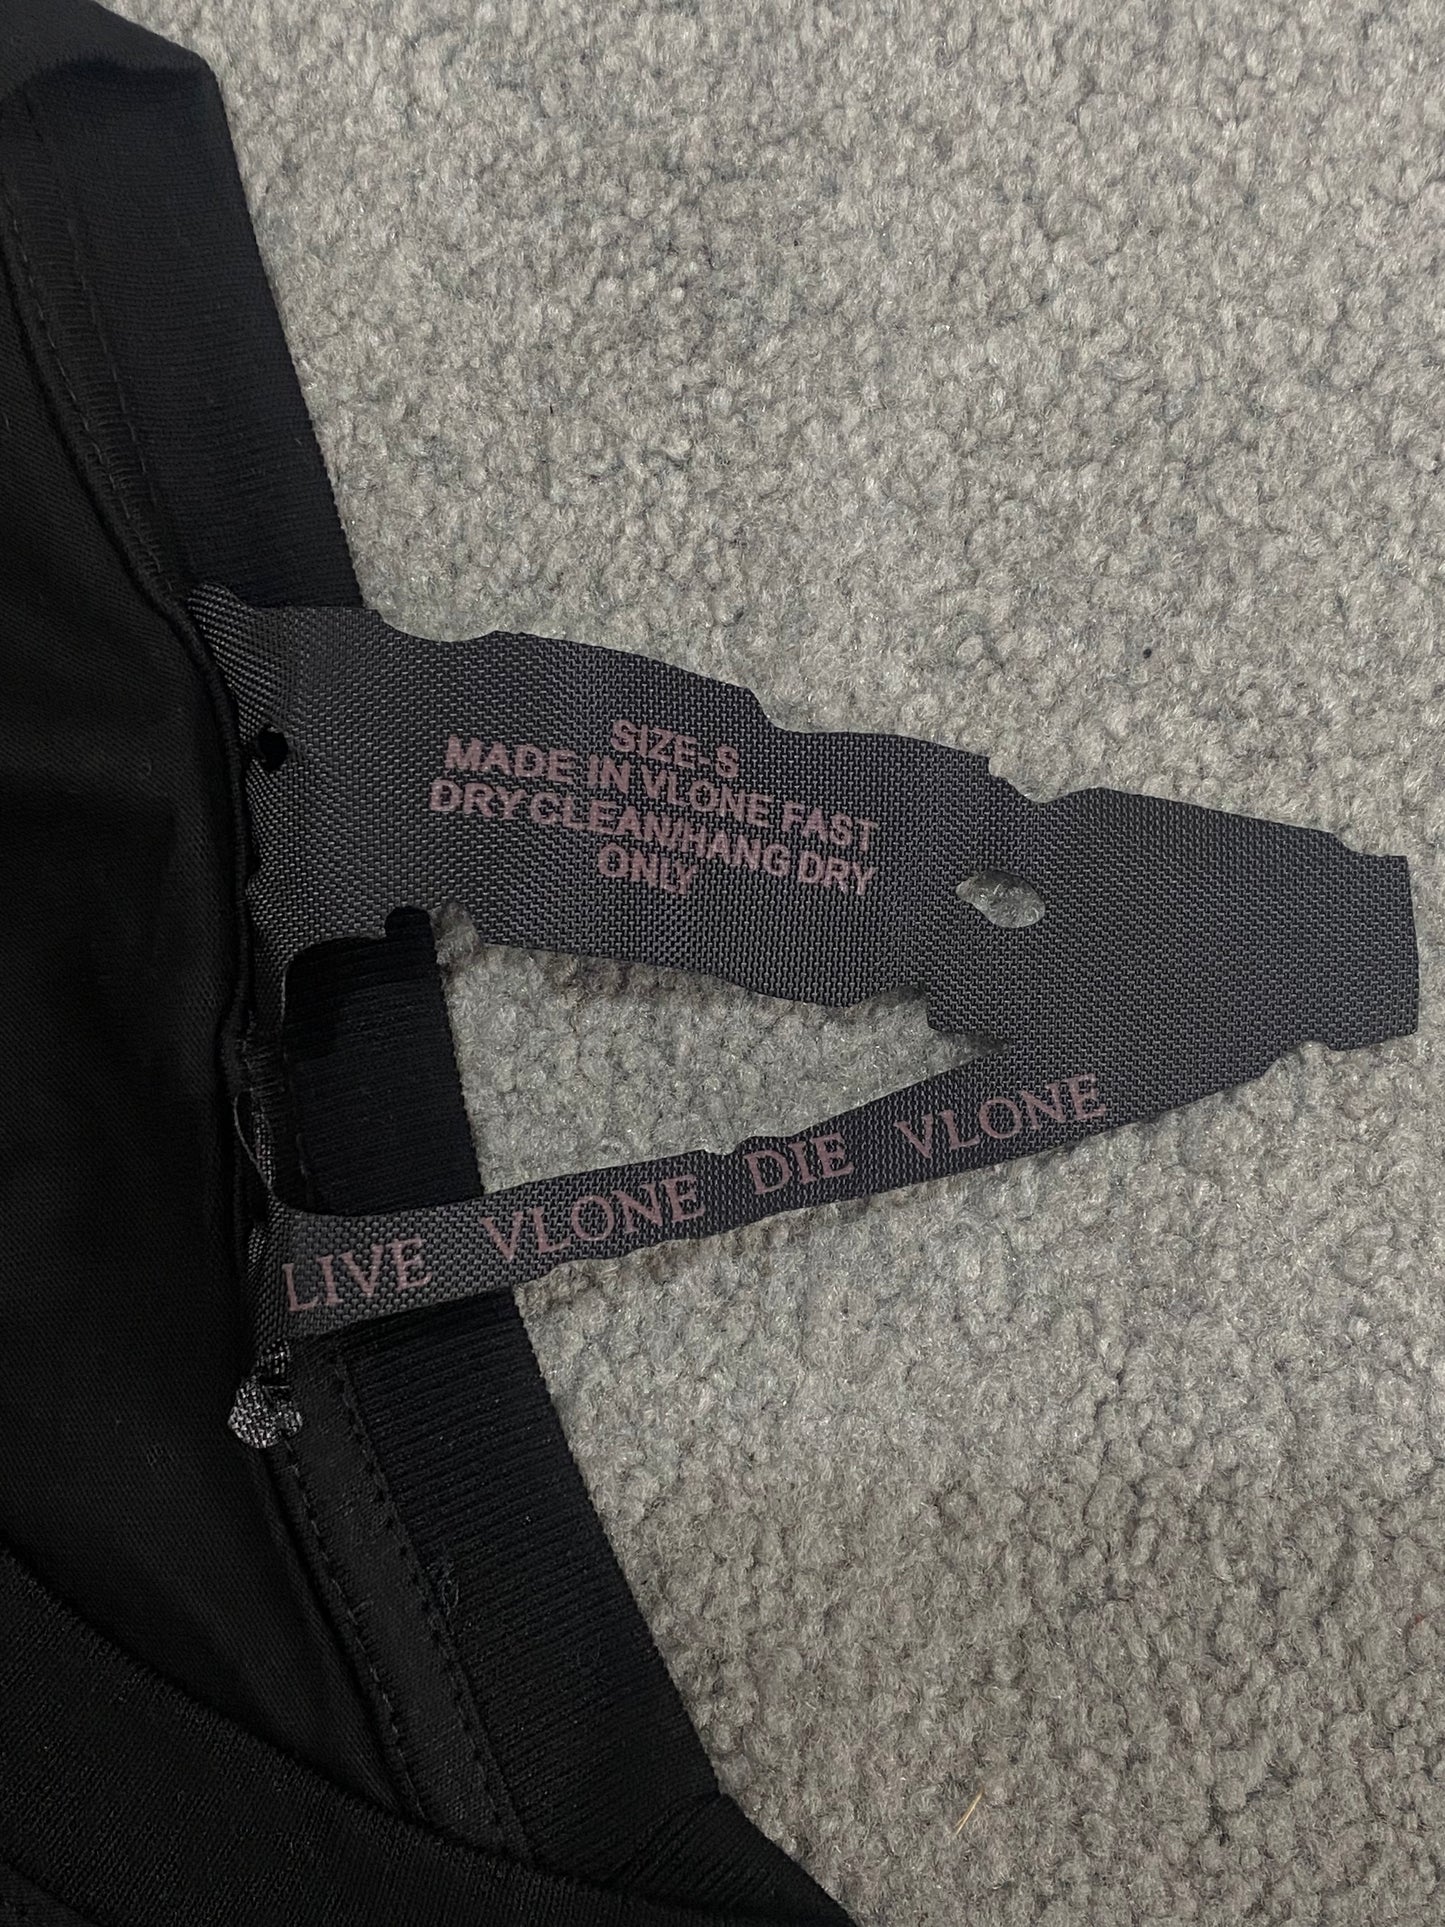 SIZE-S
MADE IN VLONE FAST
DRY CLEAN/HANG DRY
ONLY
LIVE VLONE DIE VLONE